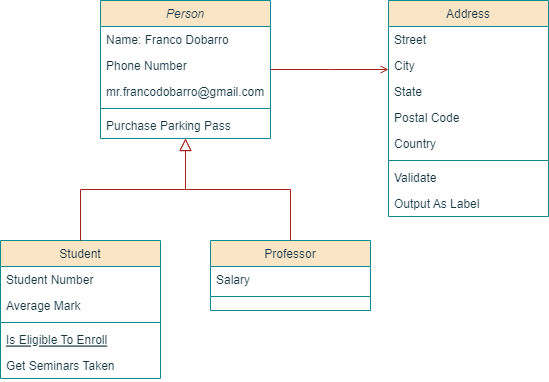 Person
Name: Franco Dobarro
Phone Number
mr.francodobarro@gmail.com
Purchase Parking Pass
Address
Street
City
State
Postal Code
Country
Validate
Output As Label
Student
Student Number
Average Mark
Is Eligible To Enroll
Get Seminars Taken
Professor
Salary